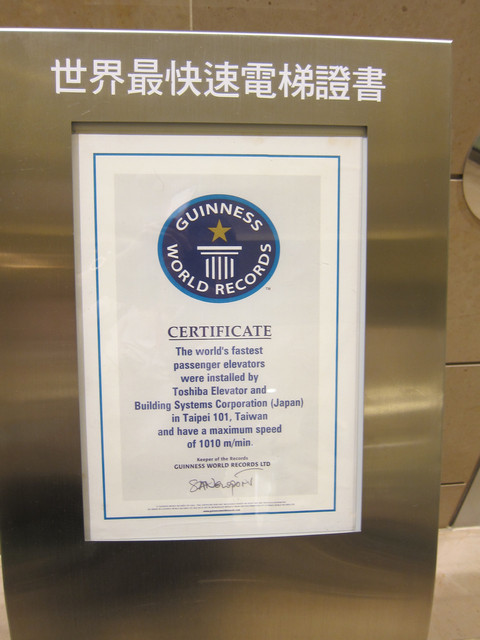 世界最快速電梯證書
GUINNESS
WORLD RECORDS
TM
CERTIFICATE
The world's fastest
passenger elevators
were installed by
Toshiba Elevator and
Building Systems Corporation (Japan)
in Taipei 101, Taiwan
and have a maximum speed
of 1010 m/min.
Keeper of the Records
GUINNESS WORLD RECORDS LTD